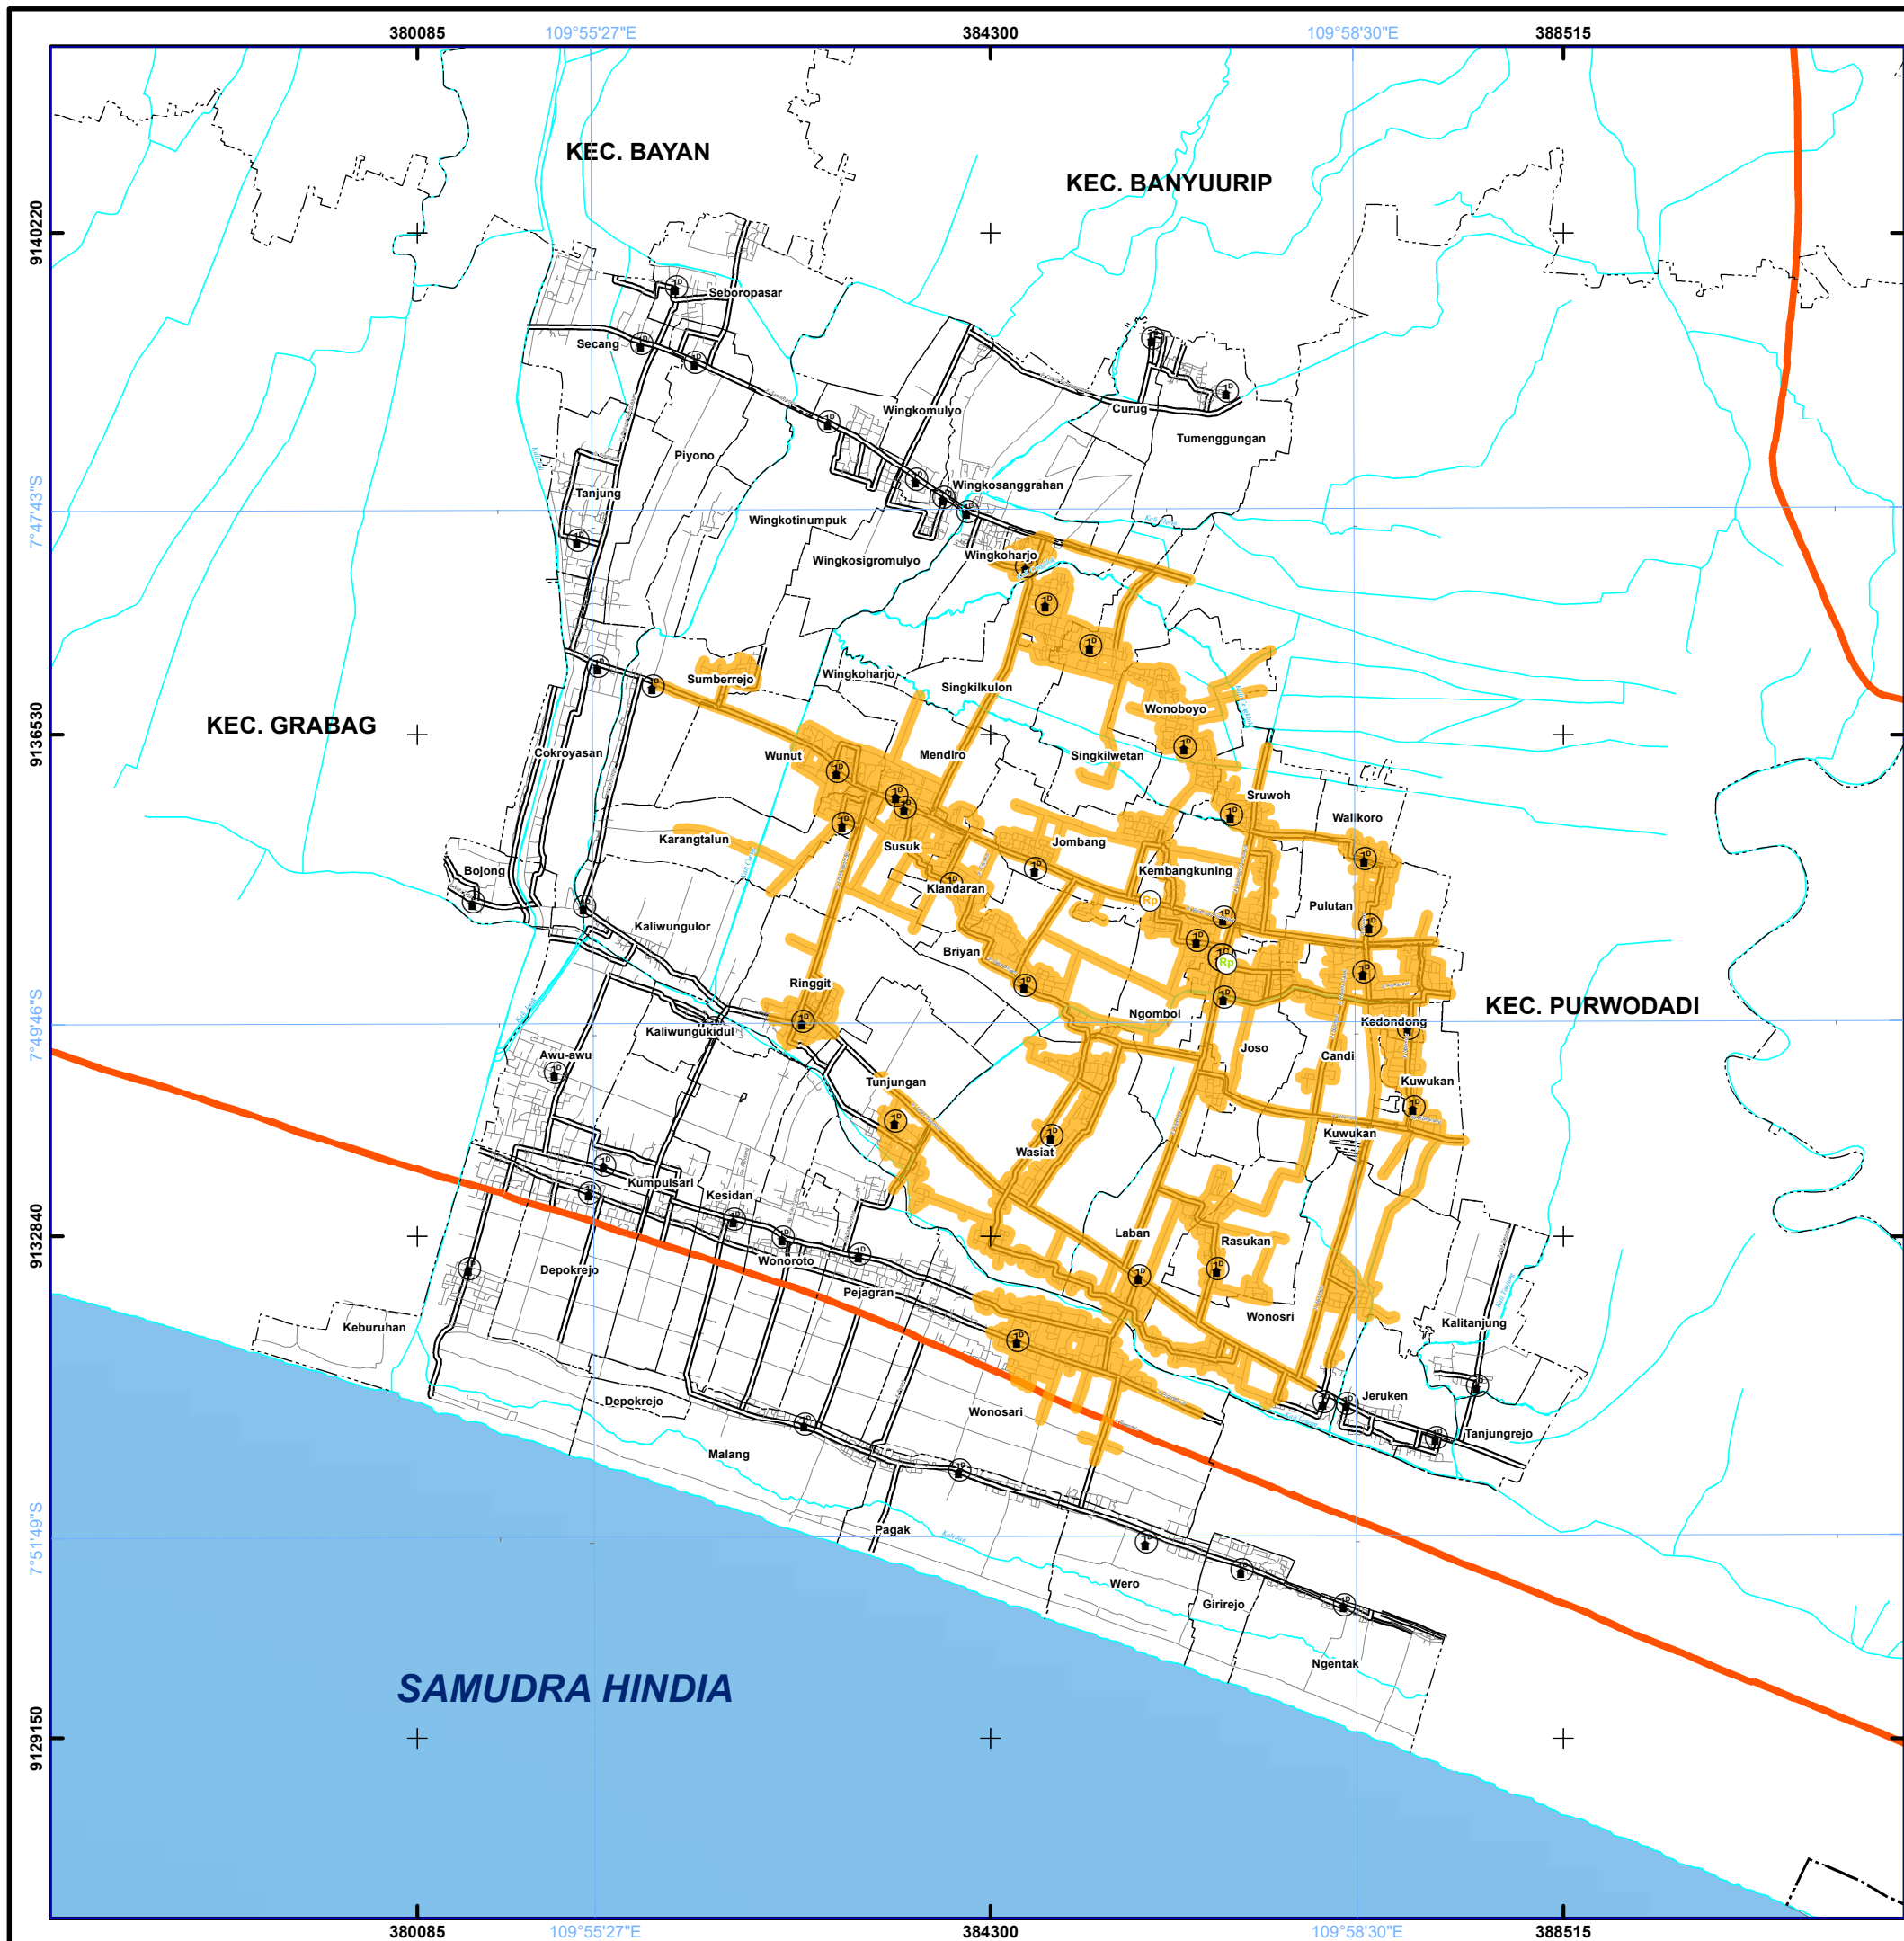 380085
109°55'27"E
384300
109°58'30"E
388515
KEC. BAYAN
KEC. BANYUURIP
9140220
Seboropasar
Secang
Wingkomulyo
Curug
Tumenggungan
Piyono
Wingkosanggrahan
Tanjung
7°47'43"S
Wingkotinumpuk
Wingkosigromulyo
Wingkoharjo
Sumberrejo
Wingkoharjo
Singkilkulon
Wonoboyo
KEC. GRABAG
9136530
Cokroyasan
Wunut
Mendiro
Singkilwetan
Sruwoh
Walikoro
Karangtalun
Susuk
Jombang
Bojong
Klandaran
Kembangkuning
Rp
Pulutan
Kaliwungulor
Briyan
Rp
Ringgit
KEC. PURWODADI
Ngombol
7°49'46"S
Kaliwungukidul
Kedondong
Awu-awu
Joso
Candi
Tunjungan
Kuwukan
Kuwukan
Wasiat
Kumpulsari
Kesidan
9132840
Laban
Rasukan
Wonoroto
Depokrejo
Pejagran
Wonosri
Keburuhan
Kalitanjung
Depokrejo
Jeruken
Wonosari
Malang
Tanjungrejo
7°51'49"S
Pagak
Wero
Girirejo
Ngentak
SAMUDRA HINDIA
9129150
380085
109°55'27"E
384300
109°58'30"E
388515